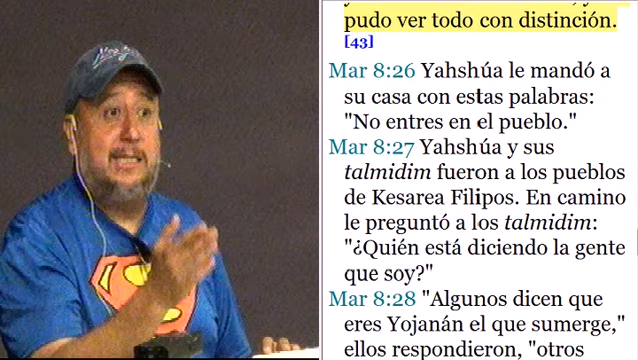 pudo ver todo con distinción.
[43]
Mar 8:26 Yahshúa le mandó a
su casa con estas palabras:
"No entres en el pueblo."
Mar 8:27 Yahshúa y sus
talmidim fueron a los pueblos
de Kesarea Filipos. En camino
le preguntó a los talmidim:
"¿Quién está diciendo la gente
que soy?"
Mar 8:28 "Algunos dicen que
eres Yojanán el que sumerge,"
ellos respondieron, "otros